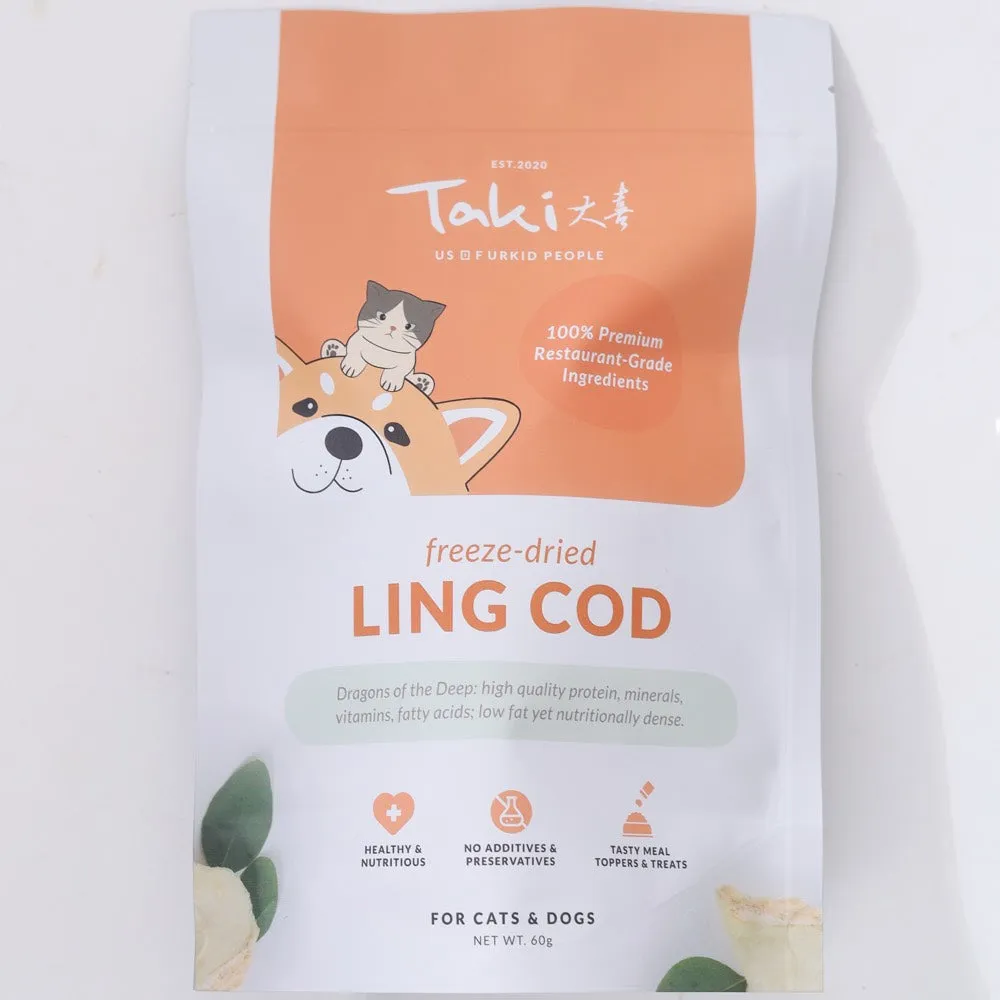 EST.2020
Taki大喜
US ⊡ FURKID PEOPLE
100% Premium
Restaurant-Grade
Ingredients
freeze-dried
LING COD
Dragons of the Deep: high quality protein, minerals,
vitamins, fatty acids; low fat yet nutritionally dense.
HEALTHY &
NUTRITIOUS
NO ADDITIVES &
PRESERVATIVES
TASTY MEAL
TOPPERS & TREATS
FOR CATS & DOGS
NET WT. 60g